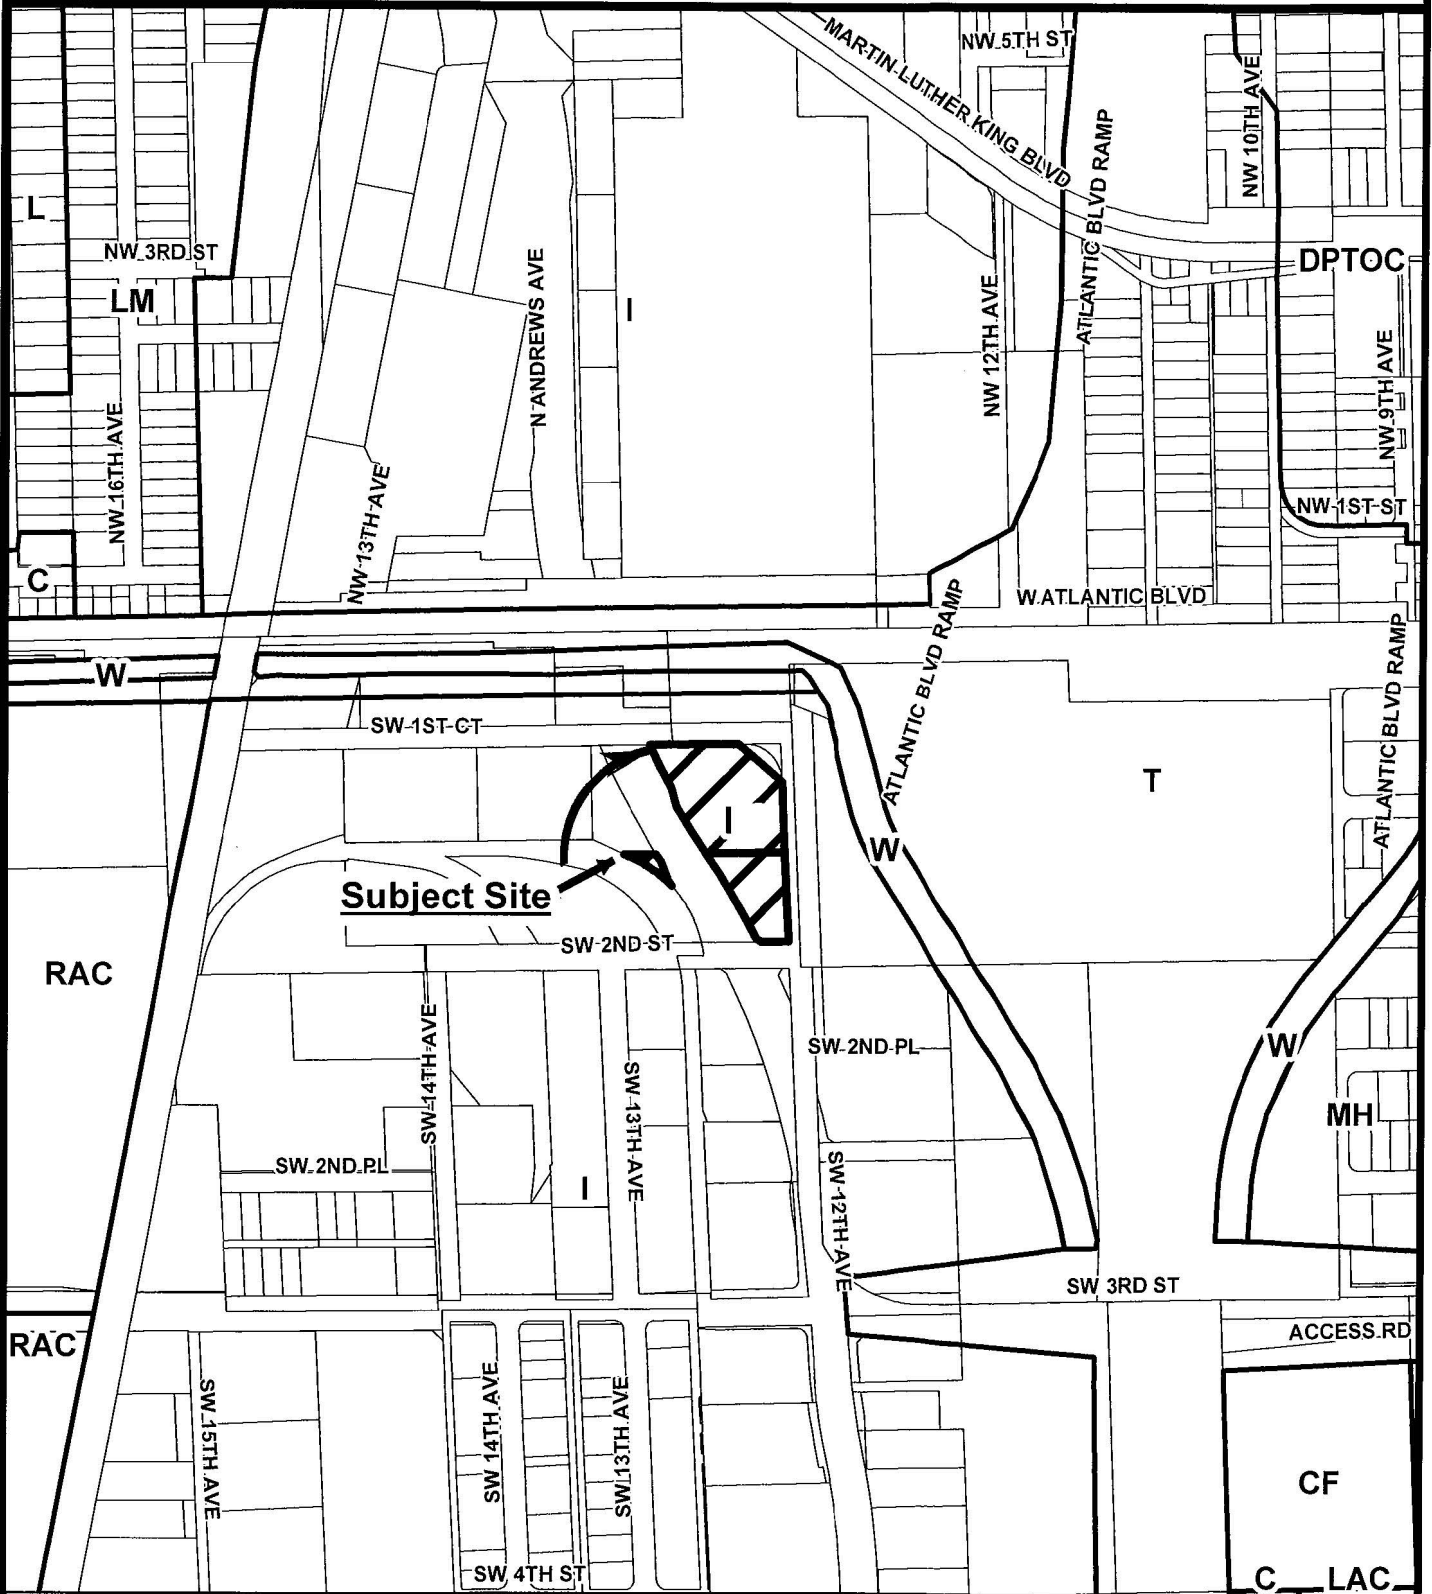 MARTIN LUTHER KING BLVD
NW 5TH ST
NW 10TH AVE
ATLANTIC BLVD RAMP
L
NW 3RD ST
DPTOC
LM
I
N ANDREWS AVE
NW 12TH AVE
NW 9TH AVE
NW 16TH AVE
NW 13TH AVE
NW 1ST ST
C
W ATLANTIC BLVD
ATLANTIC BLVD RAMP
ATLANTIC BLVD RAMP
W
SW 1ST CT
T
I
W
Subject Site
SW 2ND ST
RAC
SW 14TH AVE
SW 2ND PL
W
SW 13TH AVE
MH
SW 2ND PL
I
SW 12TH AVE
SW 3RD ST
RAC
ACCESS RD
SW 15TH AVE
SW 14TH AVE
SW 13TH AVE
CF
SW 4TH ST
C
LAC